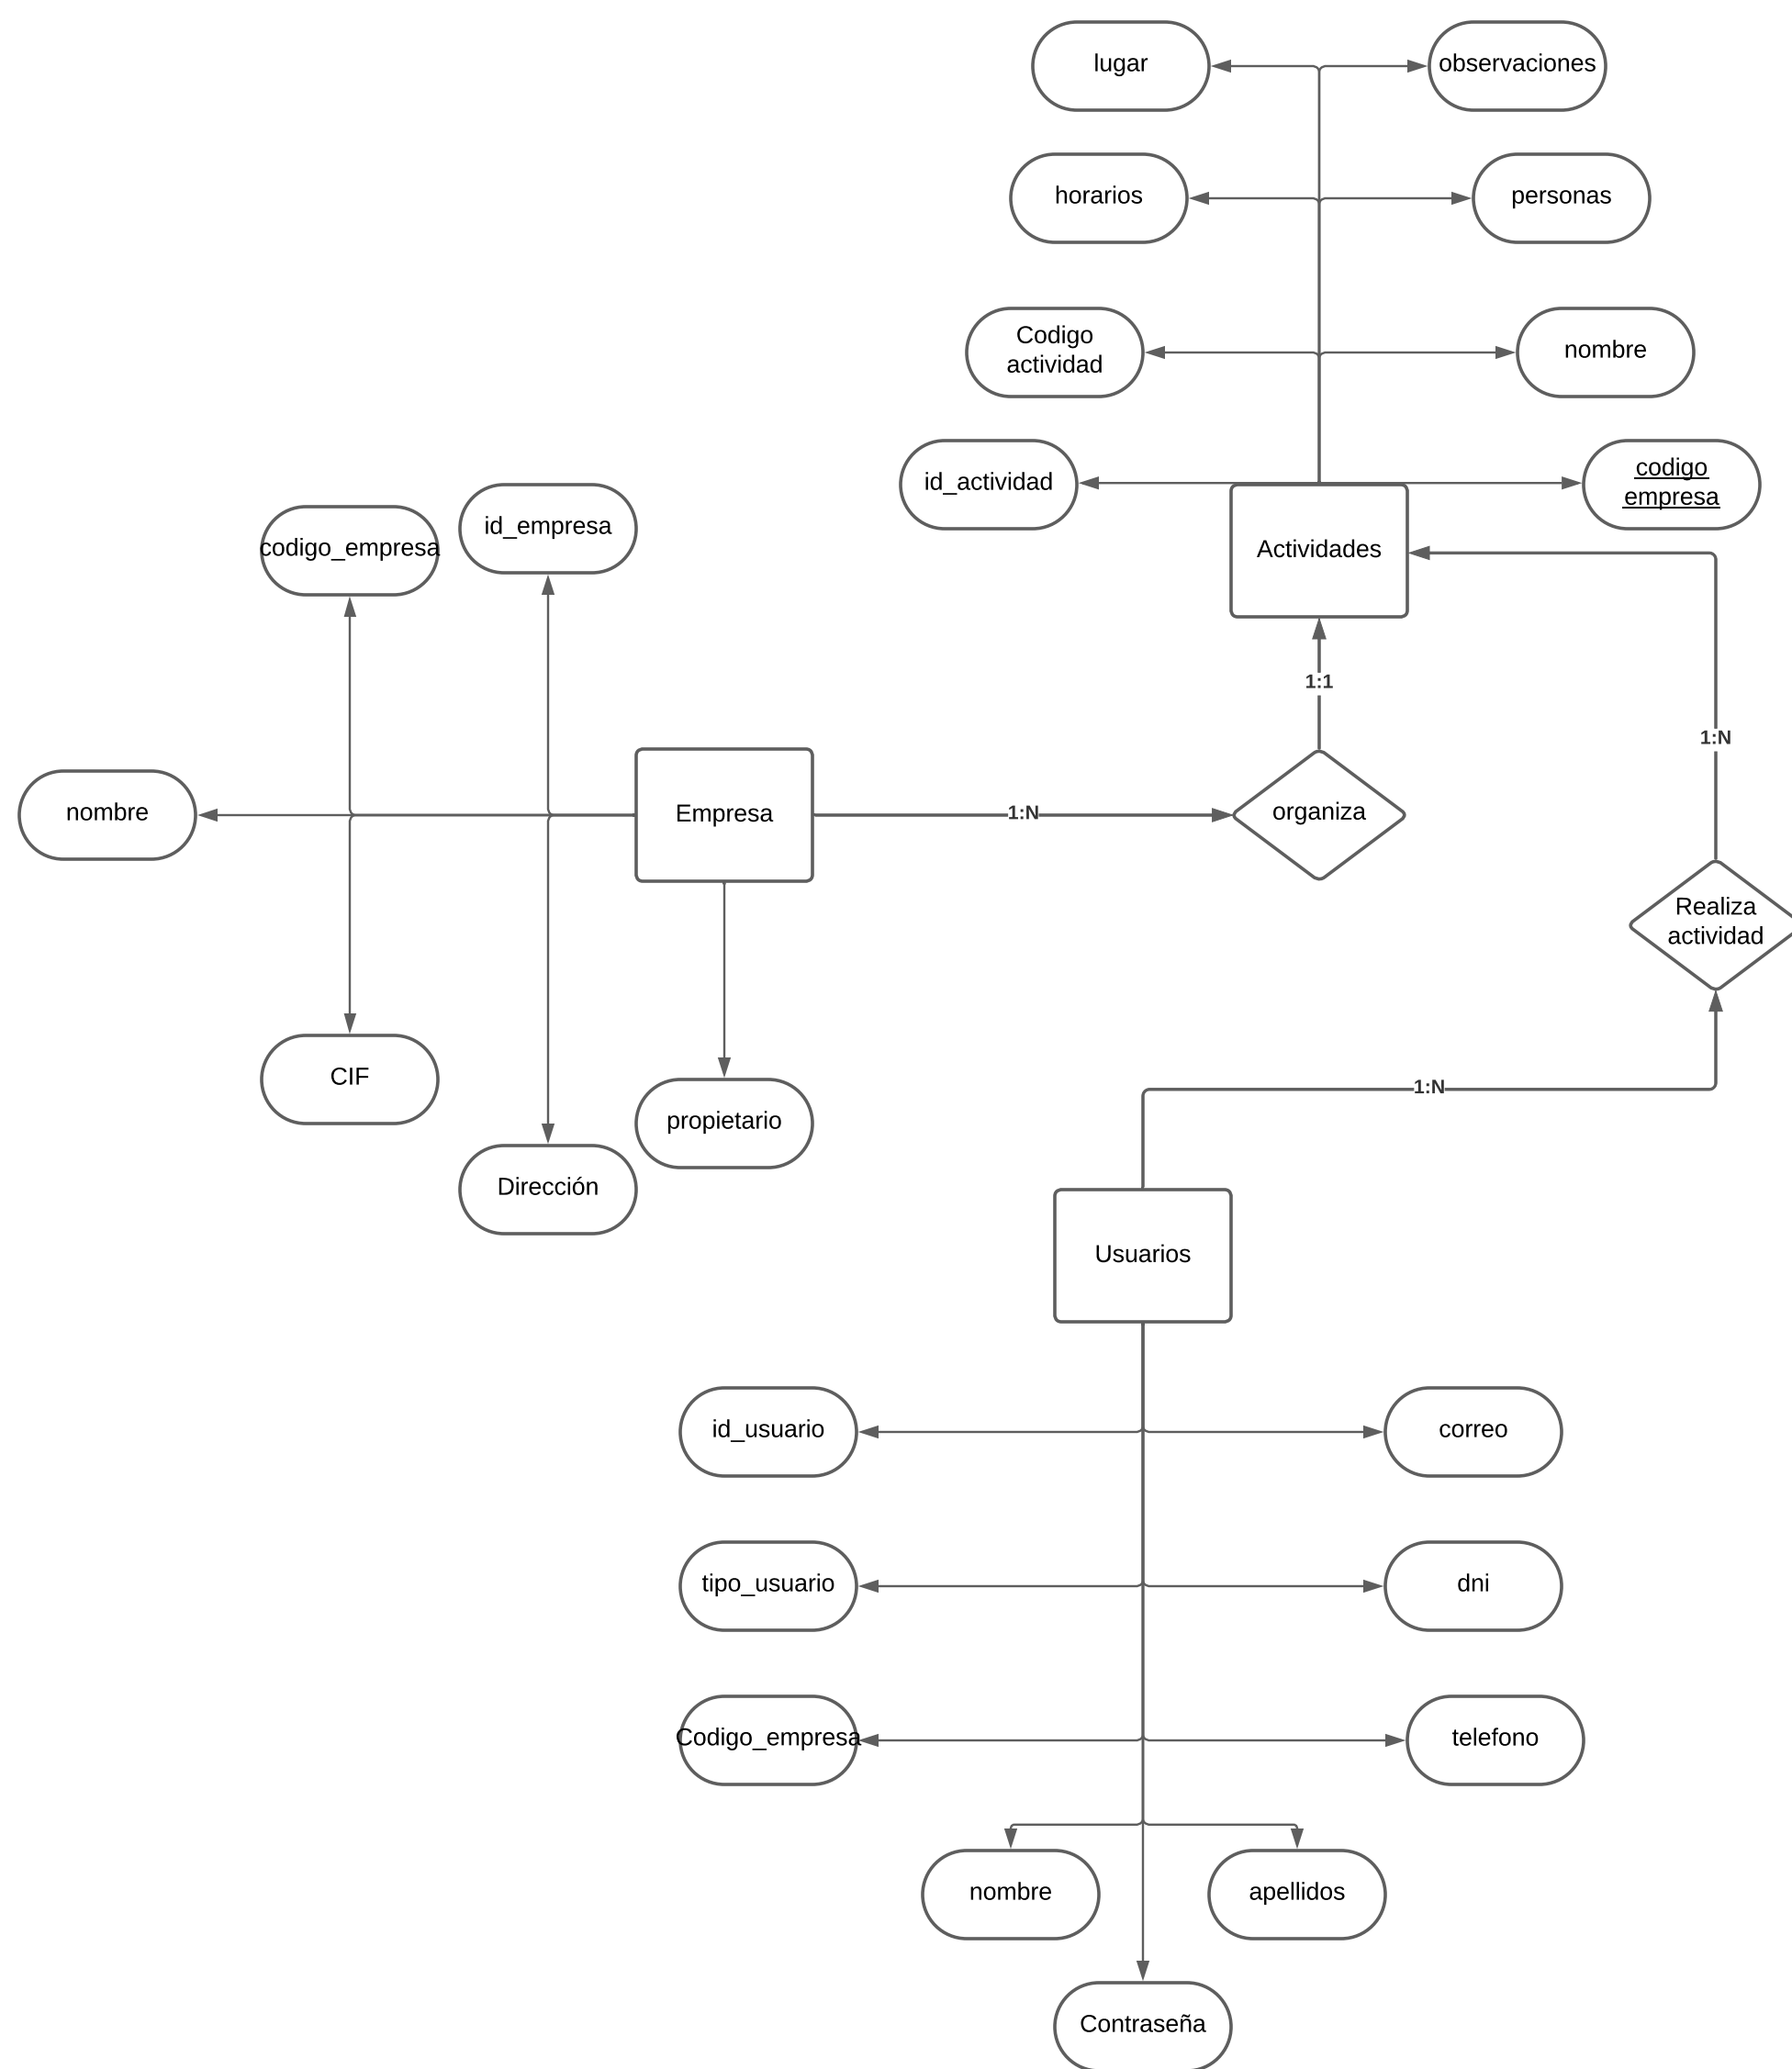 lugar
observaciones
horarios
personas
Codigo
actividad
nombre
id_actividad
codigo
empresa
Actividades
id_empresa
codigo_empresa
1:1
1:N
nombre
Empresa
1:N
organiza
Realiza
actividad
CIF
propietario
1:N
Dirección
Usuarios
id_usuario
correo
tipo_usuario
dni
Codigo_empresa
telefono
nombre
apellidos
Contraseña